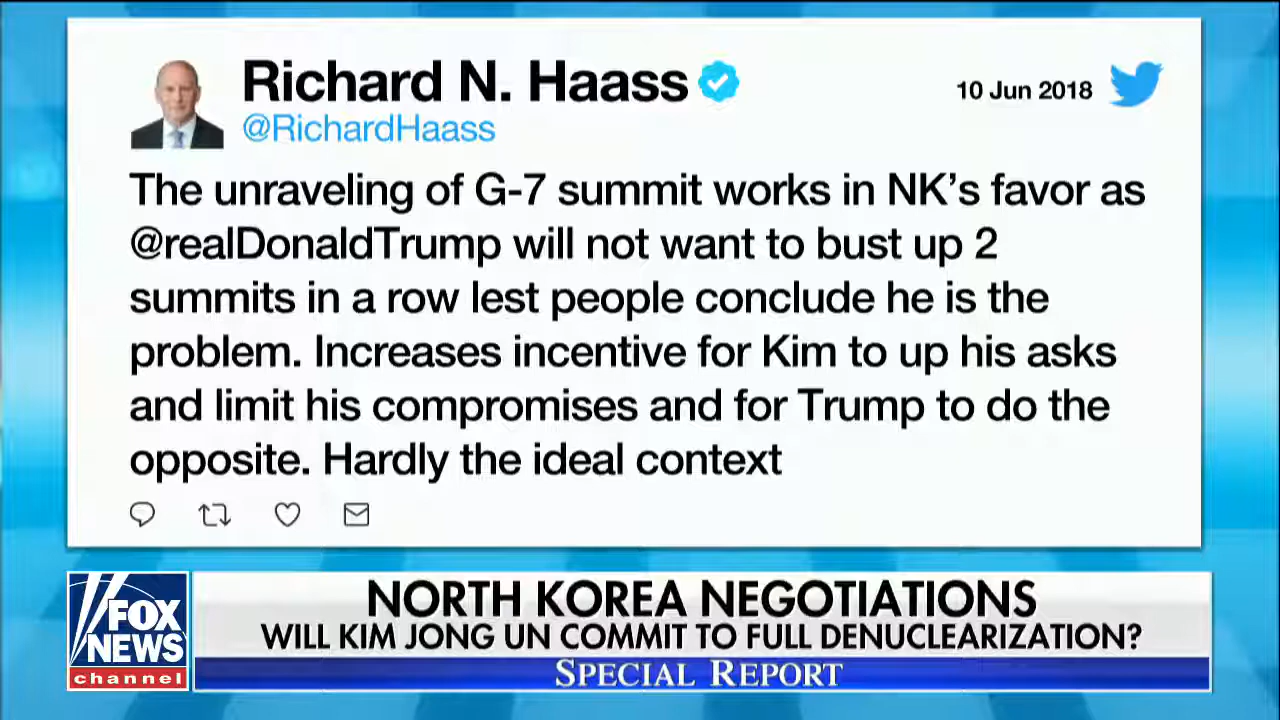 Richard N. Haass
10 Jun 2018
@RichardHaass
The unraveling of G-7 summit works in NK's favor as
@realDonaldTrump will not want to bust up 2
summits in a row lest people conclude he is the
problem. Increases incentive for Kim to up his asks
and limit his compromises and for Trump to do the
opposite. Hardly the ideal context
FOX
NEWS
channel
NORTH KOREA NEGOTIATIONS
WILL KIM JONG UN COMMIT TO FULL DENUCLEARIZATION?
SPECIAL REPORT